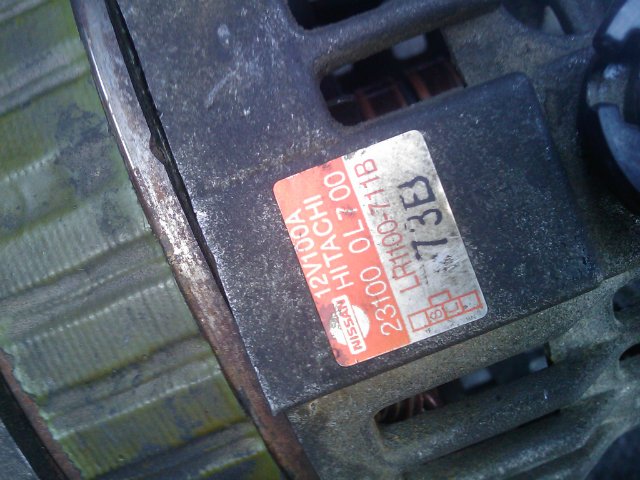 12V100A
NISSAN HITACHI
23100 0L700
LR1100-711B
73B
S L